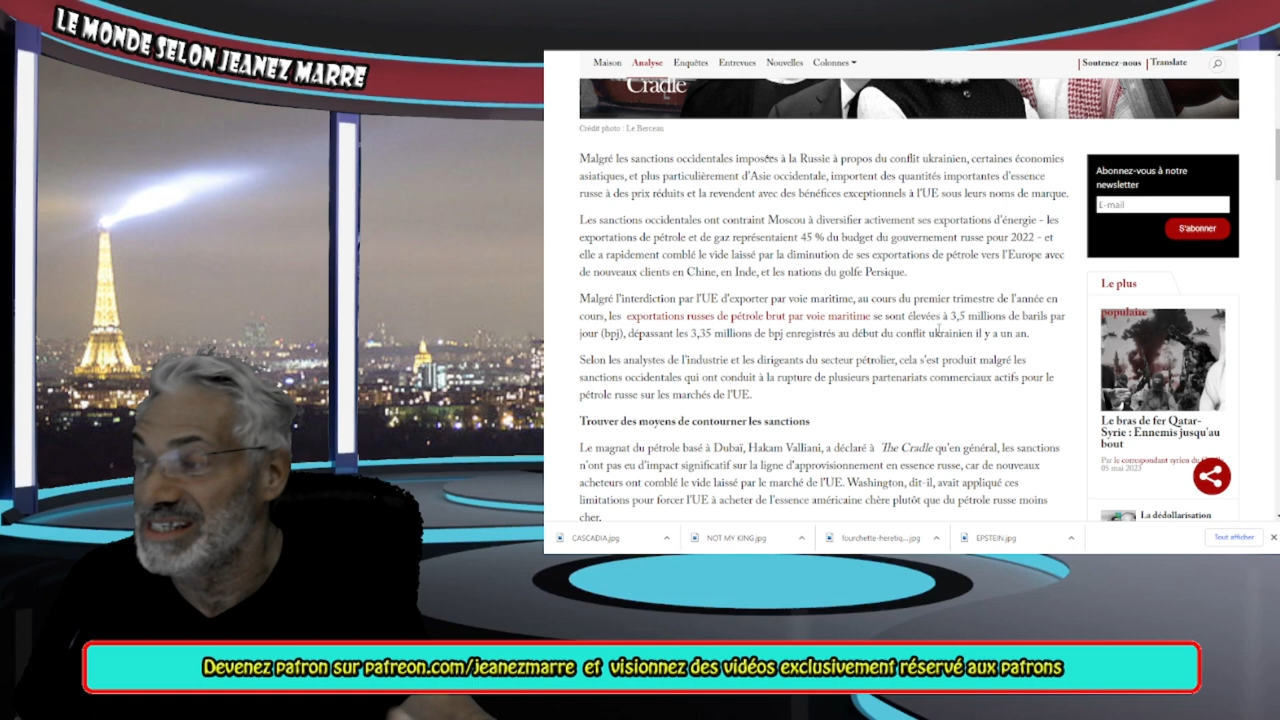 LE MONDE SELON JEANEZ MARRE
Maison Analyse Enquêtes Entrevues Nouvelles Colonnes
Soutenez-nous Translate
Cradle
Crédit photo : Le Berceau
Malgré les sanctions occidentales imposées à la Russie à propos du conflit ukrainien, certaines économies
asiatiques, et plus particulièrement d'Asie occidentale, importent des quantités importantes d'essence
russe à des prix réduits et la revendent avec des bénéfices exceptionnels à l'UE sous leurs noms de marque.
Les sanctions occidentales ont contraint Moscou à diversifier activement ses exportations d'énergie - les
exportations de pétrole et de gaz représentaient 45 % du budget du gouvernement russe pour 2022 - et
elle a rapidement comblé le vide laissé par la diminution de ses exportations de pétrole vers l'Europe avec
de nouveaux clients en Chine, en Inde, et les nations du golfe Persique.
Malgré l'interdiction par l'UE d'exporter par voie maritime, au cours du premier trimestre de l'année en
cours, les exportations russes de pétrole brut par voie maritime se sont élevées à 3,5 millions de barils par
jour (bpj), dépassant les 3,35 millions de bpj enregistrés au début du conflit ukrainien il y a un an.
Selon les analystes de l'industrie et les dirigeants du secteur pétrolier, cela s'est produit malgré les
sanctions occidentales qui ont conduit à la rupture de plusieurs partenariats commerciaux actifs pour le
pétrole russe sur les marchés de l'UE.
Trouver des moyens de contourner les sanctions
Le magnat du pétrole basé à Dubaï, Hakam Valliani, a déclaré à The Cradle qu'en général, les sanctions
n'ont pas eu d'impact significatif sur la ligne d'approvisionnement en essence russe, car de nouveaux
acheteurs ont comblé le vide laissé par le marché de l'UE. Washington, dit-il, avait appliqué ces
limitations pour forcer l'UE à acheter de l'essence américaine chère plutôt que du pétrole russe moins
cher.
Abonnez-vous à notre
newsletter
E-mail
S'abonner
Le plus
populaire
Le bras de fer Qatar-
Syrie : Ennemis jusqu'au
bout
Par le correspondant syrien du
05 mai 2023
La dédollarisation
CASCADIA.jpg
NOT MY KING.jpg
fourchette-heretiq....jpg
EPSTEIN.jpg
Tout afficher
Devenez patron sur patreon.com/jeanezmarre et visionnez des vidéos exclusivement réservé aux patrons